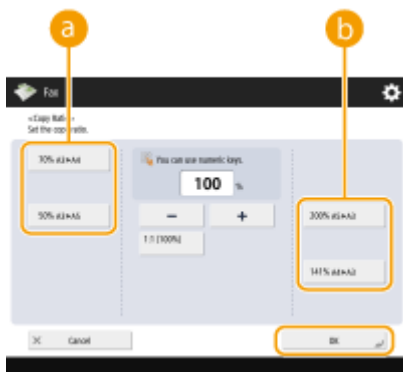 a
b
Fax
<Copy Ratio>
Set the copy ratio.
70% A3▶A4
You can use numeric keys.
100 %
50% A3▶A5
−
+
200% A5▶A3
1:1 (100%)
141% A4▶A3
× Cancel
OK